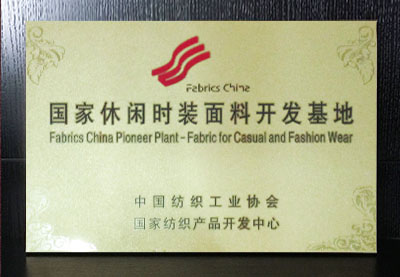 Fabrics China
国家休闲时装面料开发基地
Fabrics China Pioneer Plant - Fabric for Casual and Fashion Wear
中国纺织工业协会
国家纺织产品开发中心